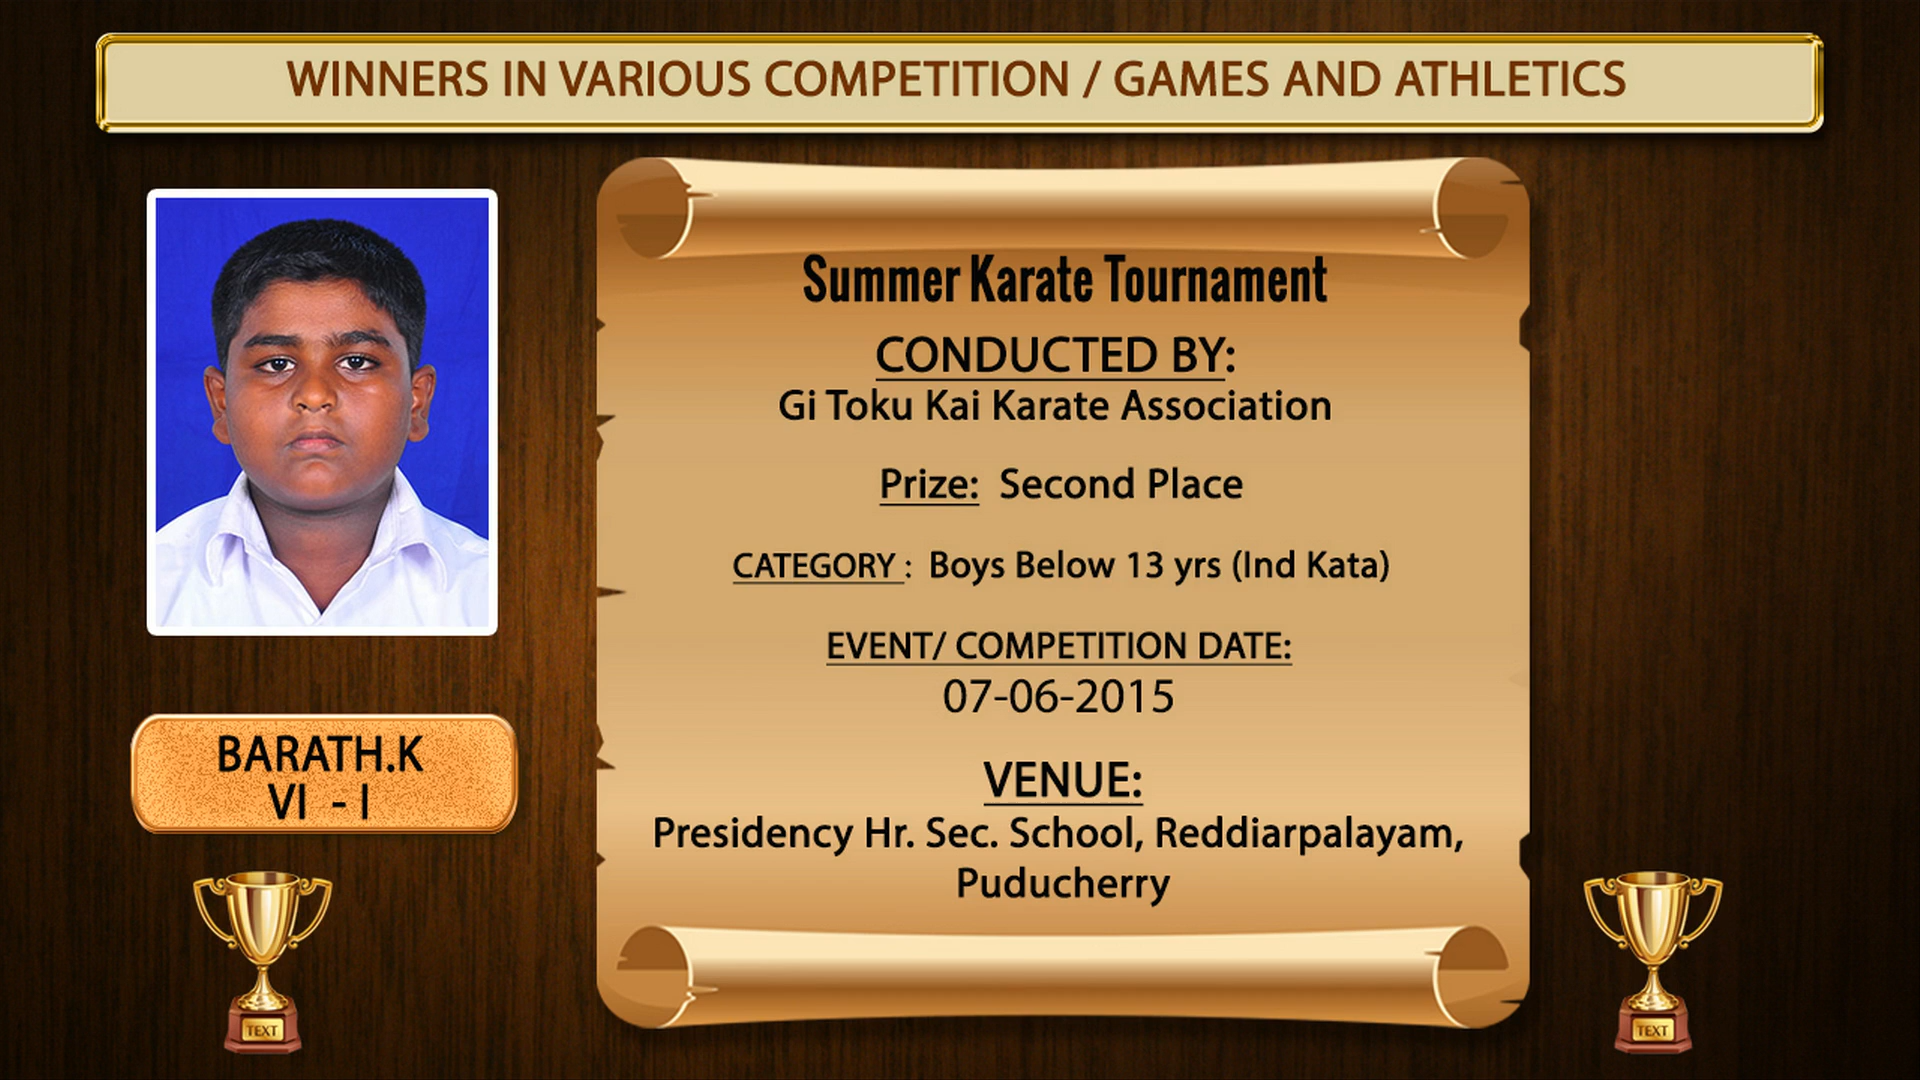 WINNERS IN VARIOUS COMPETITION / GAMES AND ATHLETICS
Summer Karate Tournament
CONDUCTED BY:
Gi Toku Kai Karate Association
Prize: Second Place
CATEGORY : Boys Below 13 yrs (Ind Kata)
EVENT/ COMPETITION DATE:
07-06-2015
VENUE:
Presidency Hr. Sec. School, Reddiarpalayam,
Puducherry
BARATH.K
VI - I
TEXT
TEXT